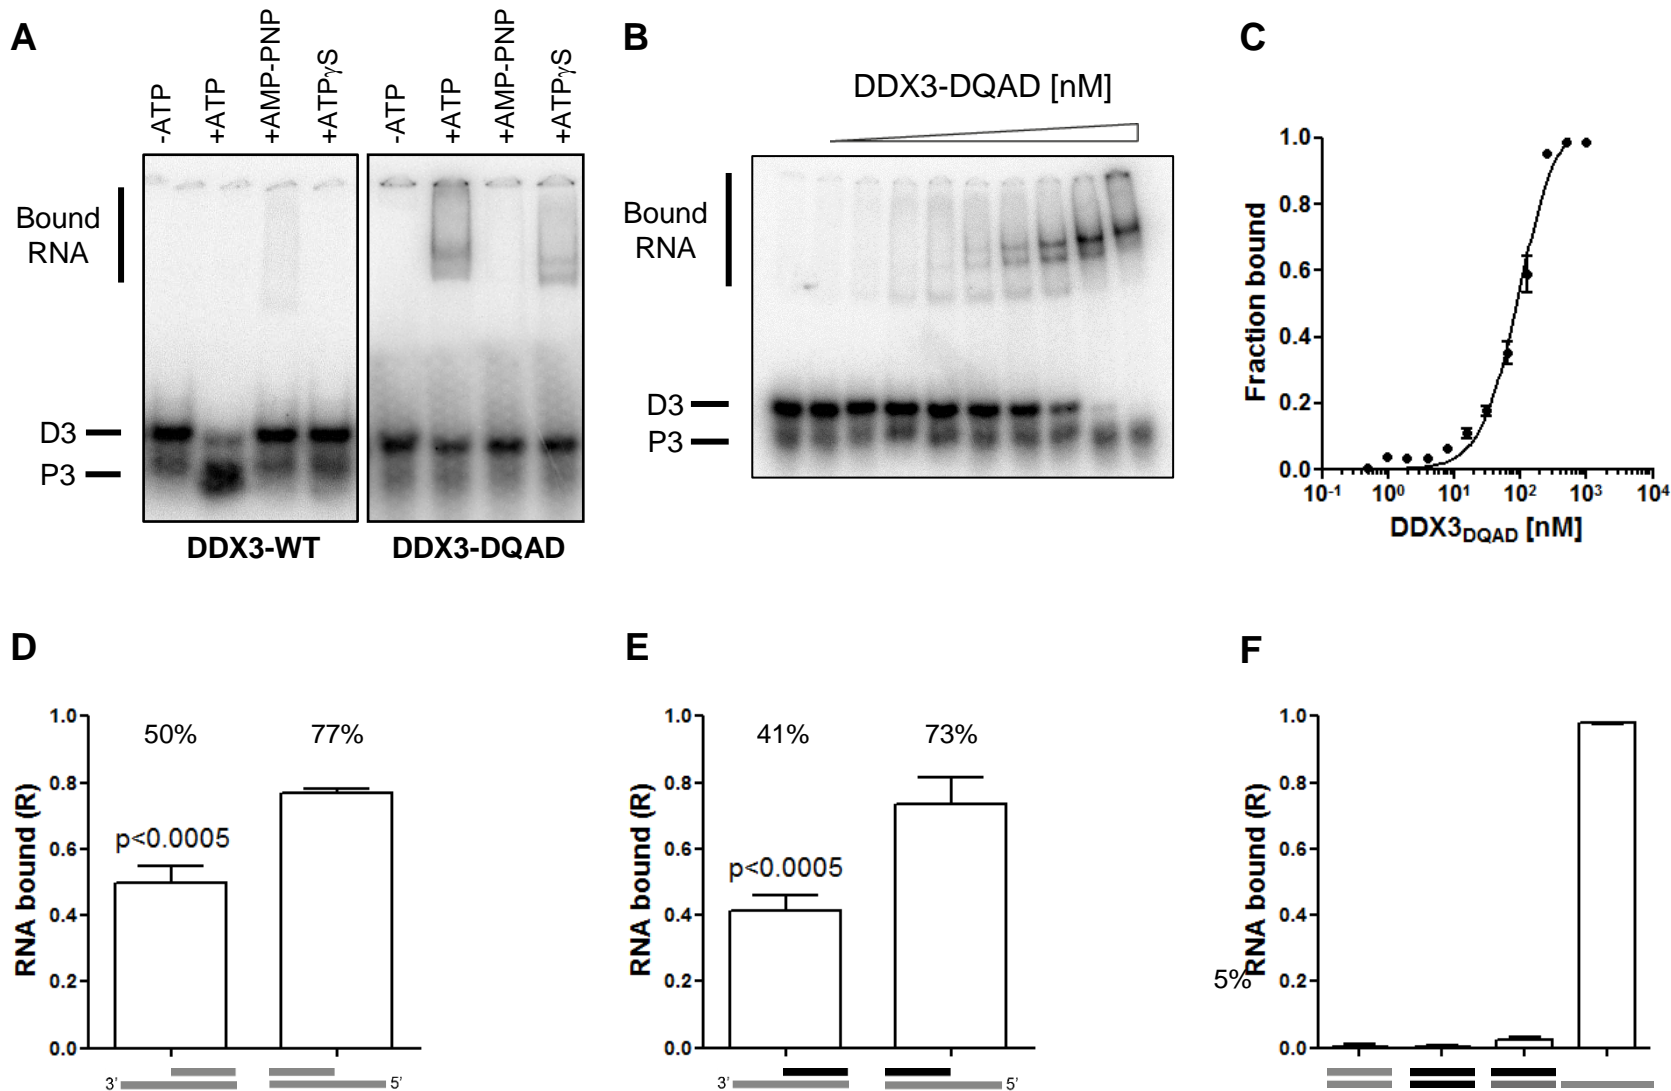 A
-ATP
+ATP
+AMP-PNP
+ATPγS
-ATP
+ATP
+AMP-PNP
+ATPγS
Bound
RNA
D3
P3
DDX3-WT
DDX3-DQAD
B
DDX3-DQAD [nM]
Bound
RNA
D3
P3
C
Fraction bound
1.0
0.8
0.6
0.4
0.2
0.0
10⁻¹ 10⁰ 10¹ 10² 10³ 10⁴
DDX3DQAD [nM]
D
RNA bound (R)
1.0
0.8
0.6
0.4
0.2
0.0
50% 77%
p<0.0005
3' 5'
E
RNA bound (R)
1.0
0.8
0.6
0.4
0.2
0.0
41% 73%
p<0.0005
3' 5'
F
RNA bound (R)
1.0
0.8
0.6
0.4
0.2
0.0
5%